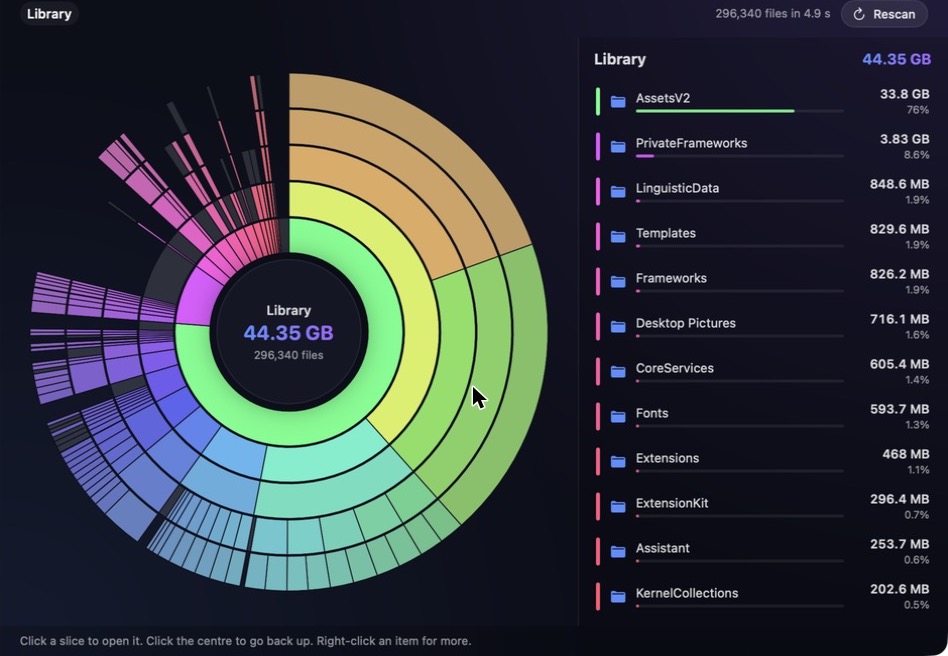 Library
296,340 files in 4.9 s
Rescan
Library
44.35 GB
AssetsV2
33.8 GB
76%
PrivateFrameworks
3.83 GB
8.6%
LinguisticData
848.6 MB
1.9%
Templates
829.6 MB
1.9%
Frameworks
826.2 MB
1.9%
Desktop Pictures
716.1 MB
1.6%
CoreServices
605.4 MB
1.4%
Fonts
593.7 MB
1.3%
Extensions
468 MB
1.1%
ExtensionKit
296.4 MB
0.7%
Assistant
253.7 MB
0.6%
KernelCollections
202.6 MB
0.5%
Library
44.35 GB
296,340 files
Click a slice to open it. Click the centre to go back up. Right-click an item for more.